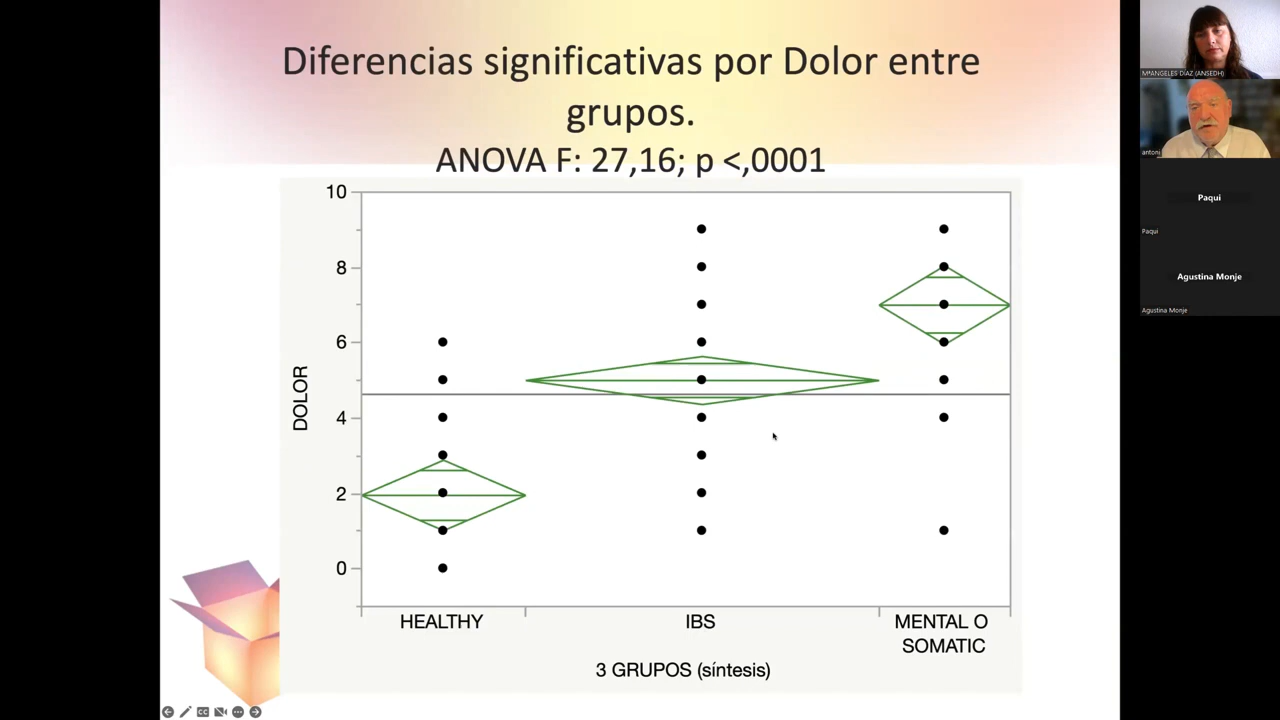 Diferencias significativas por Dolor entre
grupos.
ANOVA F: 27,16; p <,0001
10
8
6
4
2
0
DOLOR
HEALTHY
IBS
MENTAL O
SOMATIC
3 GRUPOS (síntesis)
MªANGELES DÍAZ (ANSEDH)
antoni
Paqui
Paqui
Agustina Monje
Agustina Monje
CC